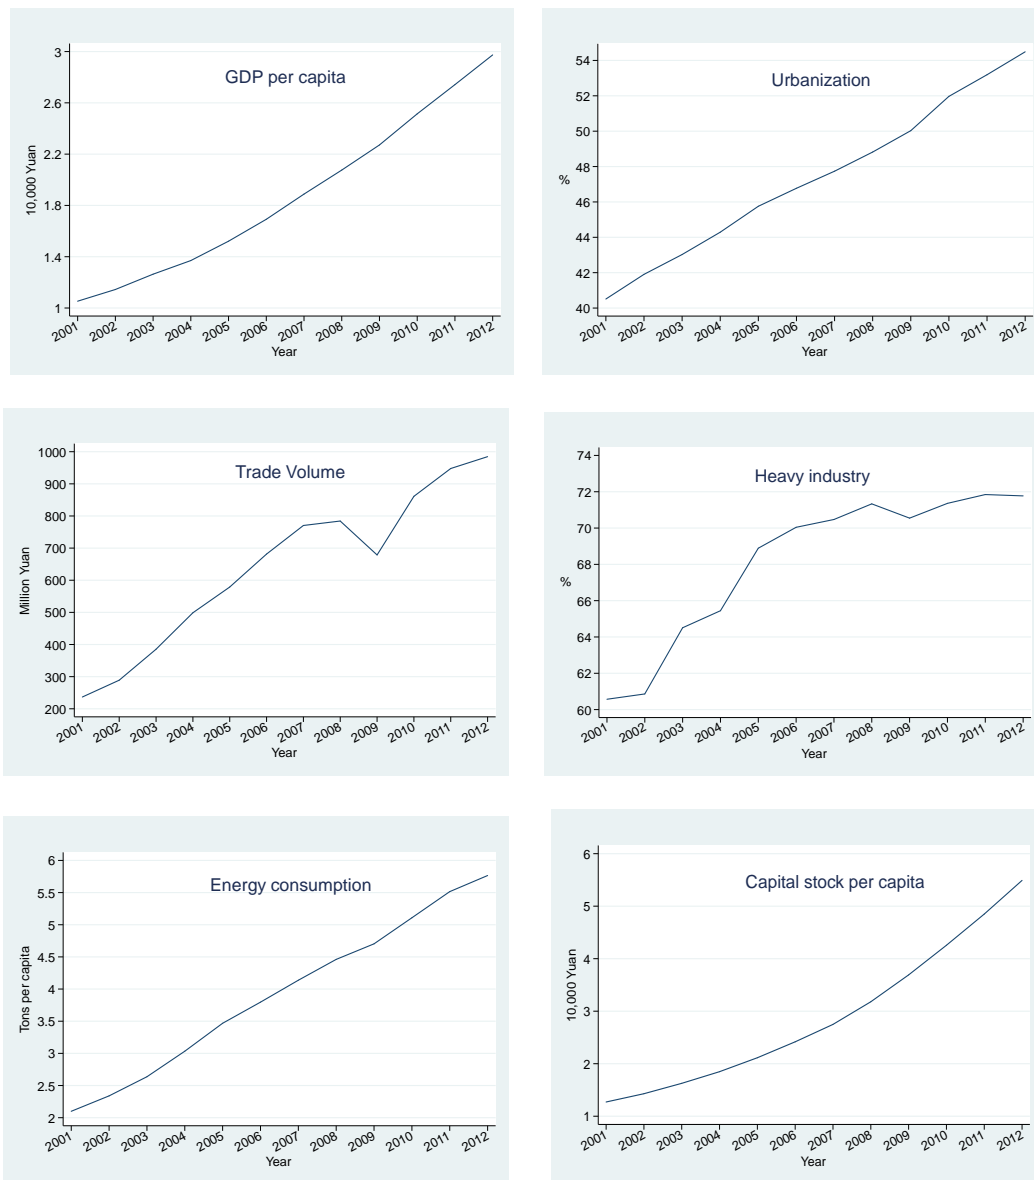 GDP per capita
10,000 Yuan
3
2.6
2.2
1.8
1.4
1
2001 2002 2003 2004 2005 2006 2007 2008 2009 2010 2011 2012
Year
Urbanization
%
54
52
50
48
46
44
42
40
2001 2002 2003 2004 2005 2006 2007 2008 2009 2010 2011 2012
Year
Trade Volume
Million Yuan
1000
900
800
700
600
500
400
300
200
2001 2002 2003 2004 2005 2006 2007 2008 2009 2010 2011 2012
Year
Heavy industry
%
74
72
70
68
66
64
62
60
2001 2002 2003 2004 2005 2006 2007 2008 2009 2010 2011 2012
Year
Energy consumption
Tons per capita
6
5.5
5
4.5
4
3.5
3
2.5
2
2001 2002 2003 2004 2005 2006 2007 2008 2009 2010 2011 2012
Year
Capital stock per capita
10,000 Yuan
6
5
4
3
2
1
2001 2002 2003 2004 2005 2006 2007 2008 2009 2010 2011 2012
Year